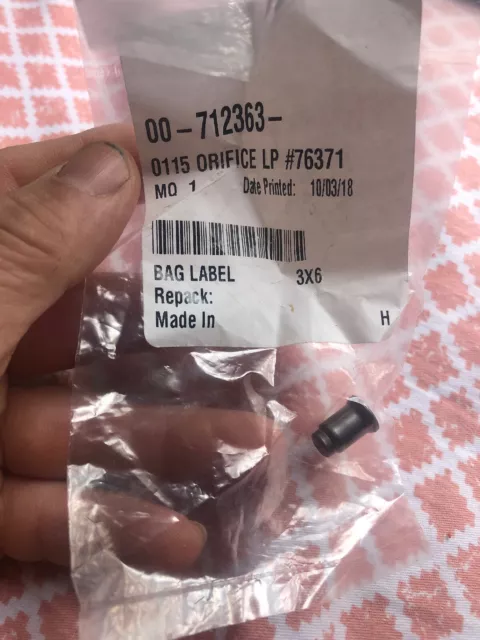 00-712363-
0115 ORIFICE LP #76371
MO 1 Date Printed: 10/03/18
BAG LABEL 3X6
Repack:
Made In H